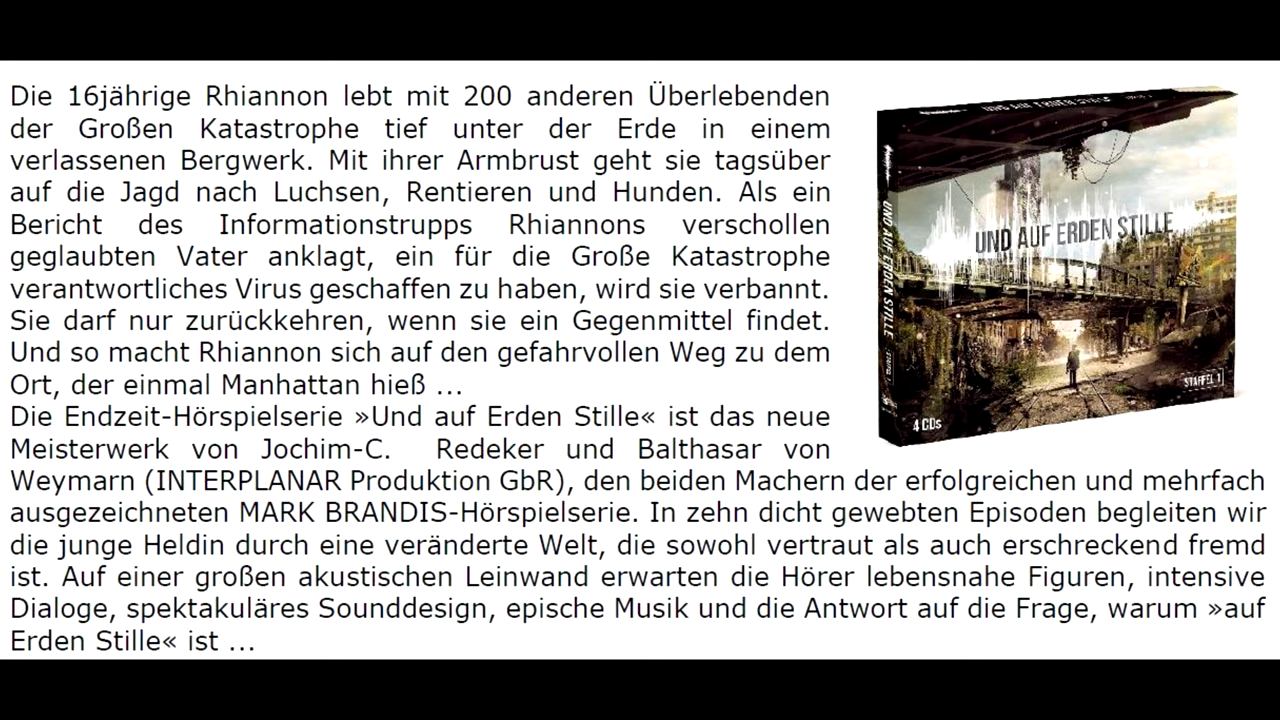 Die 16jährige Rhiannon lebt mit 200 anderen Überlebenden
der Großen Katastrophe tief unter der Erde in einem
verlassenen Bergwerk. Mit ihrer Armbrust geht sie tagsüber
auf die Jagd nach Luchsen, Rentieren und Hunden. Als ein
Bericht des Informationstrupps Rhiannons verschollen
geglaubten Vater anklagt, ein für die Große Katastrophe
verantwortliches Virus geschaffen zu haben, wird sie verbannt.
Sie darf nur zurückkehren, wenn sie ein Gegenmittel findet.
Und so macht Rhiannon sich auf den gefahrvollen Weg zu dem
Ort, der einmal Manhattan hieß ...
Die Endzeit-Hörspielserie »Und auf Erden Stille« ist das neue
Meisterwerk von Jochim-C. Redeker und Balthasar von
Weymarn (INTERPLANAR Produktion GbR), den beiden Machern der erfolgreichen und mehrfach
ausgezeichneten MARK BRANDIS-Hörspielserie. In zehn dicht gewebten Episoden begleiten wir
die junge Heldin durch eine veränderte Welt, die sowohl vertraut als auch erschreckend fremd
ist. Auf einer großen akustischen Leinwand erwarten die Hörer lebensnahe Figuren, intensive
Dialoge, spektakuläres Sounddesign, epische Musik und die Antwort auf die Frage, warum »auf
Erden Stille« ist ...
UND AUF ERDEN STILLE
UND AUF ERDEN STILLE
STAFFEL 1
UND AUF ERDEN STILLE
STAFFEL 1
4 CDs